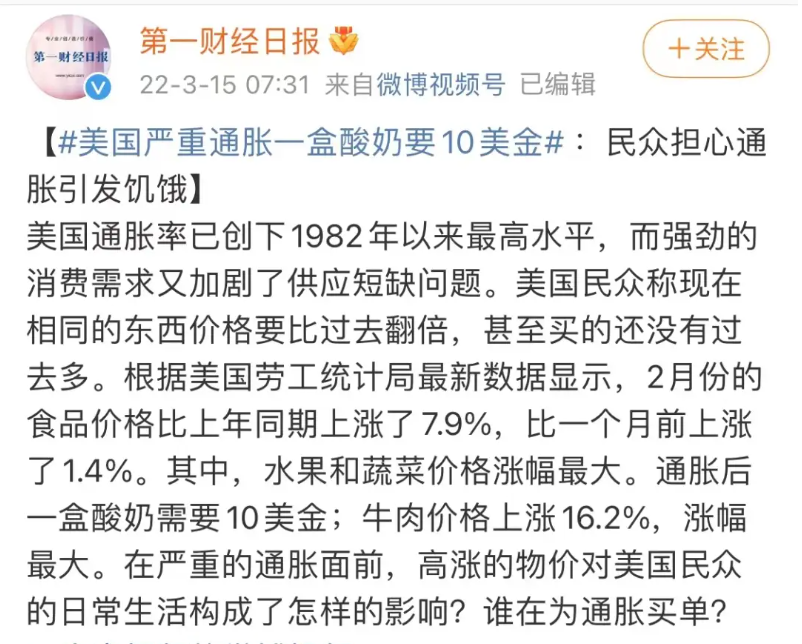 第一财经日报
第一财经日报
+关注
22-3-15 07:31 来自微博视频号 已编辑
【#美国严重通胀一盒酸奶要10美金#：民众担心通
胀引发饥饿】
美国通胀率已创下1982年以来最高水平，而强劲的
消费需求又加剧了供应短缺问题。美国民众称现在
相同的东西价格要比过去翻倍，甚至买的还没有过
去多。根据美国劳工统计局最新数据显示，2月份的
食品价格比上年同期上涨了7.9%，比一个月前上涨
了1.4%。其中，水果和蔬菜价格涨幅最大。通胀后
一盒酸奶需要10美金；牛肉价格上涨16.2%，涨幅
最大。在严重的通胀面前，高涨的物价对美国民众
的日常生活构成了怎样的影响？谁在为通胀买单？